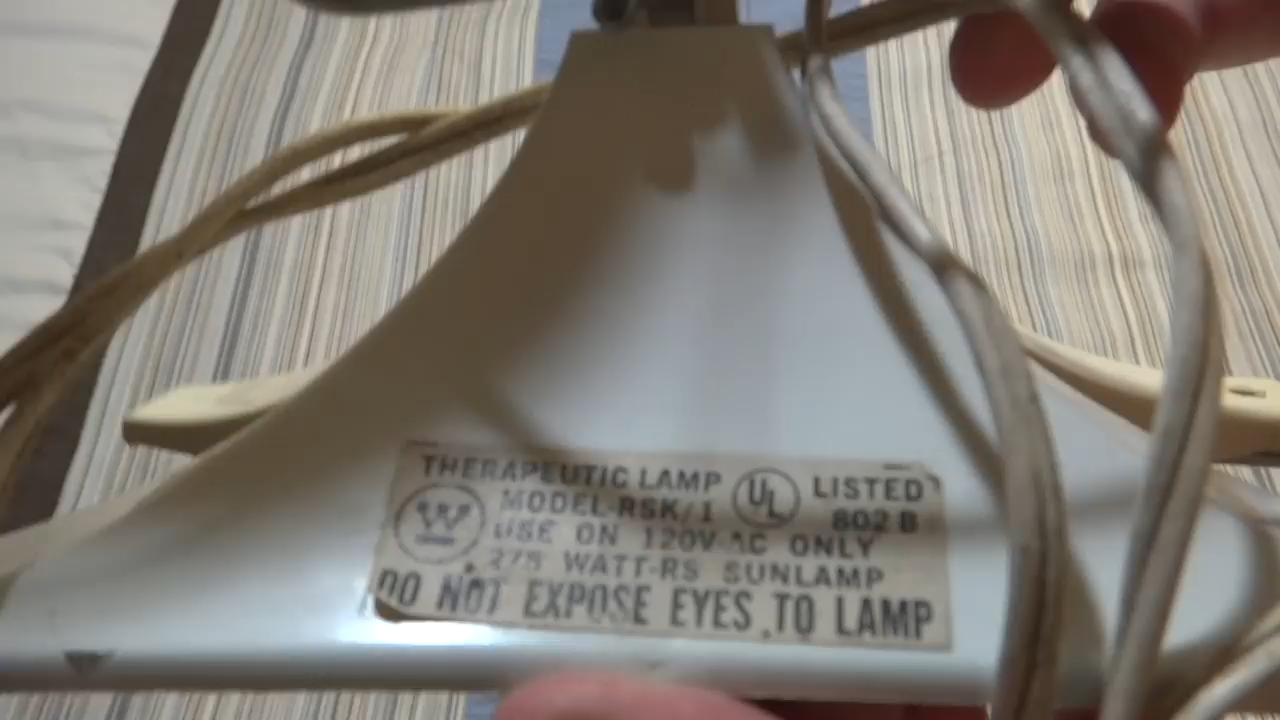 THERAPEUTIC LAMP UL LISTED
MODEL-RSK/1 802 B
W USE ON 120V-AC ONLY
275 WATT-RS SUNLAMP
DO NOT EXPOSE EYES TO LAMP